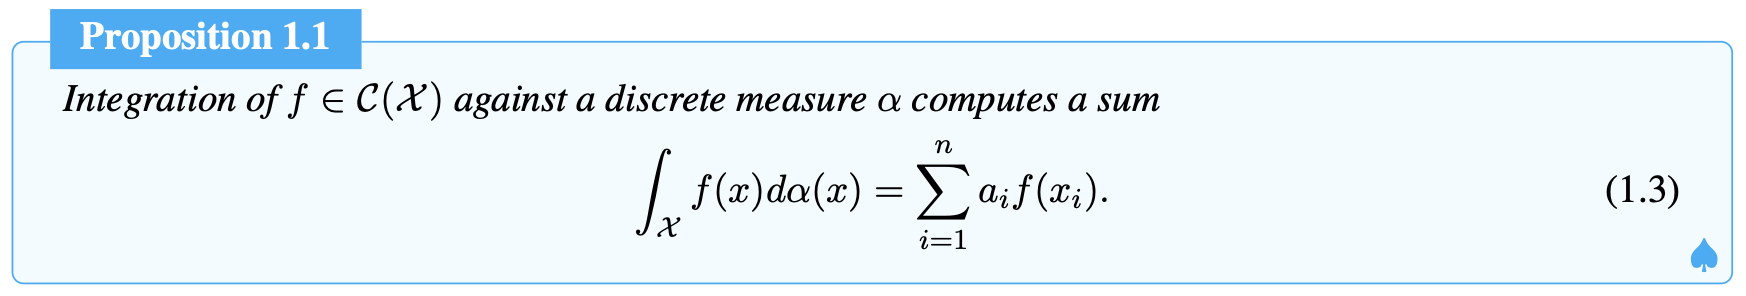 Proposition 1.1
Integration of f ∈ C(𝒳) against a discrete measure α computes a sum
∫_𝒳 f(x)dα(x) = ∑_{i=1}^{n} a_i f(x_i). (1.3)